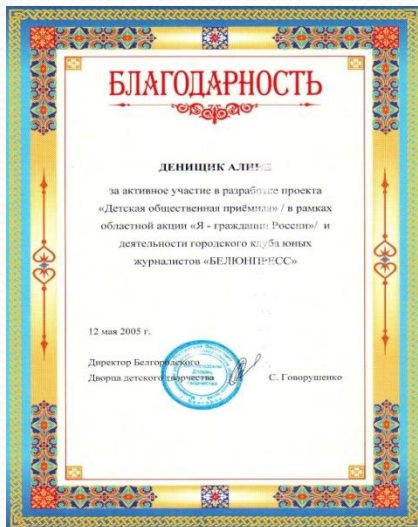 БЛАГОДАРНОСТЬ
ДЕНИЩИК АЛИНЕ
за активное участие в разработке проекта
«Детская общественная приёмная» / в рамках
областной акции «Я - гражданин России»/ и
деятельности городского клуба юных
журналистов «БЕЛЮНПРЕСС»
12 мая 2005 г.
Директор Белгородского
Дворца детского творчества С. Говорушенко